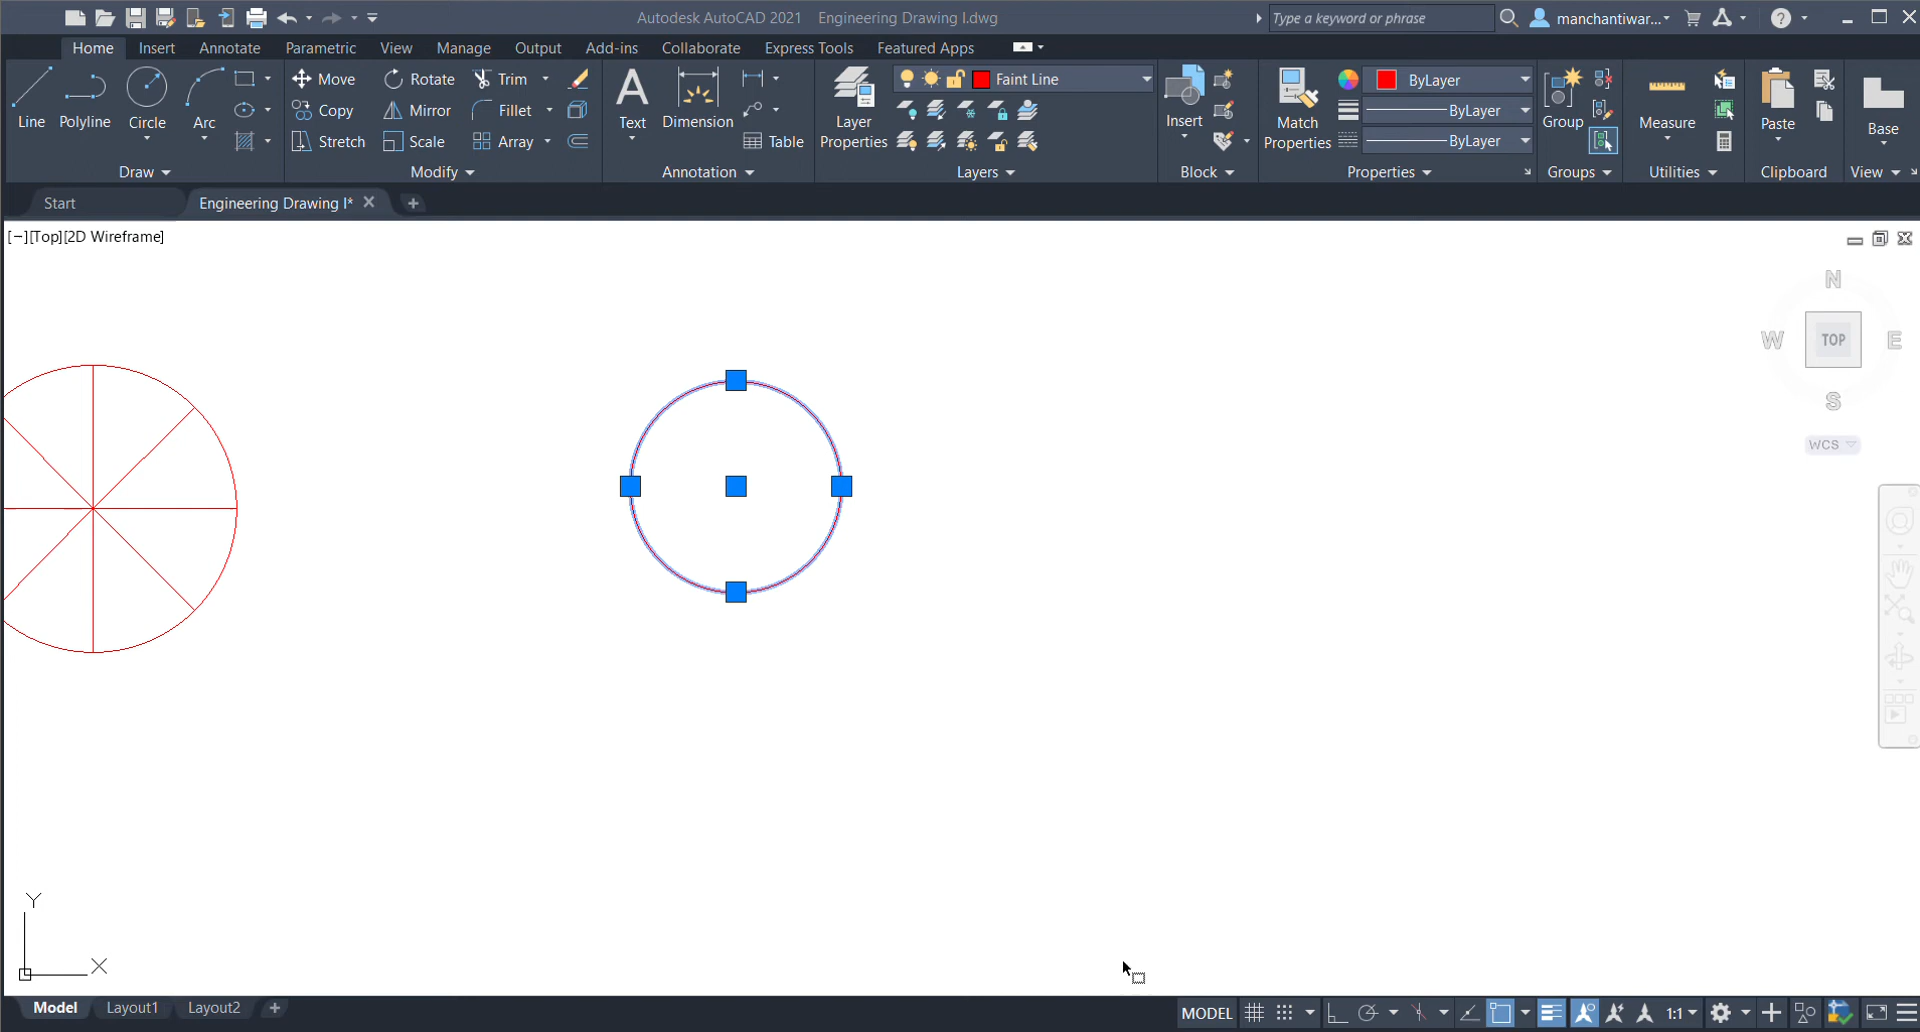 Autodesk AutoCAD 2021 Engineering Drawing I.dwg
Type a keyword or phrase
manchantiwar...
Home Insert Annotate Parametric View Manage Output Add-ins Collaborate Express Tools Featured Apps
Line Polyline Circle Arc
Draw
Move Rotate Trim
Copy Mirror Fillet
Stretch Scale Array
Modify
Text Dimension Table
Annotation
Layer Properties
Faint Line
Layers
Insert
Block
Match Properties
ByLayer
ByLayer
ByLayer
Properties
Group
Groups
Measure
Utilities
Paste
Clipboard
Base
View
Start Engineering Drawing I*
[−][Top][2D Wireframe]
N
W TOP E
S
WCS
Y
X
Model Layout1 Layout2
MODEL 1:1